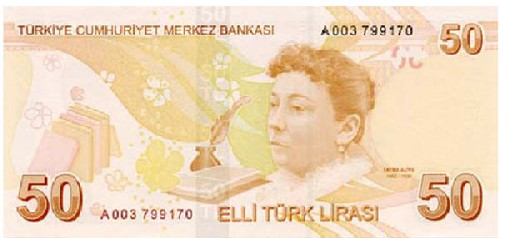 TÜRKİYE CUMHURİYET MERKEZ BANKASI
A003 799170
50
50
A003 799170
ELLİ TÜRK LİRASI
50